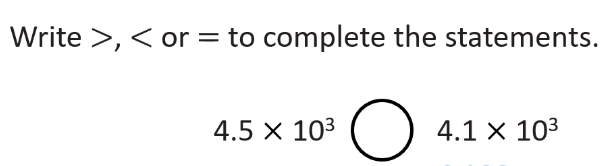 Write >, < or = to complete the statements.
4.5 × 10³ ◯ 4.1 × 10³